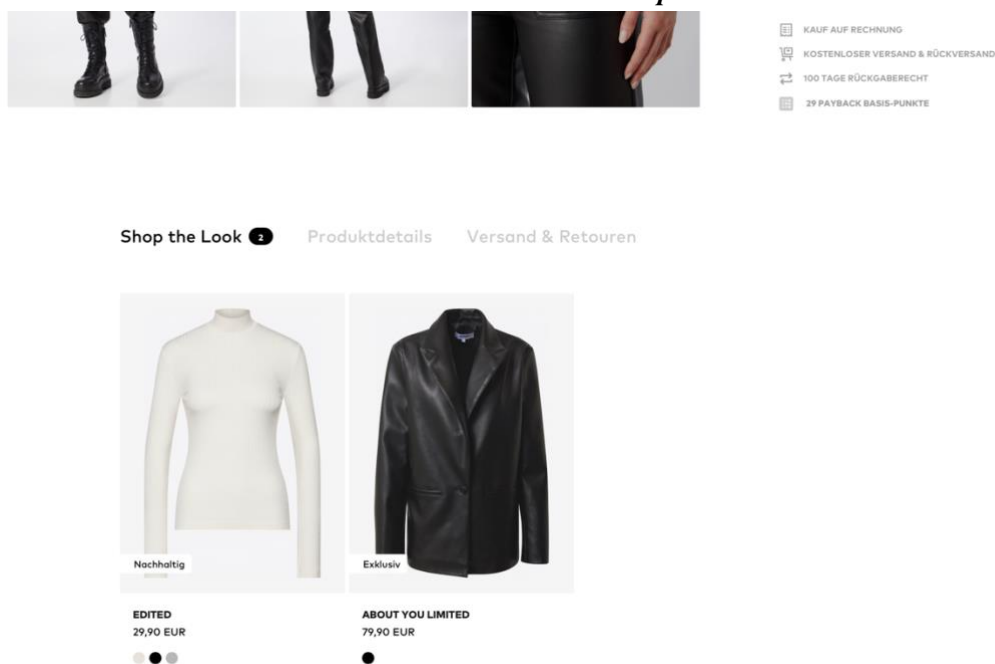 KAUF AUF RECHNUNG
KOSTENLOSER VERSAND & RÜCKVERSAND
100 TAGE RÜCKGABERECHT
29 PAYBACK BASIS-PUNKTE
Shop the Look 2 Produktdetails Versand & Retouren
Nachhaltig Exklusiv
EDITED ABOUT YOU LIMITED
29,90 EUR 79,90 EUR